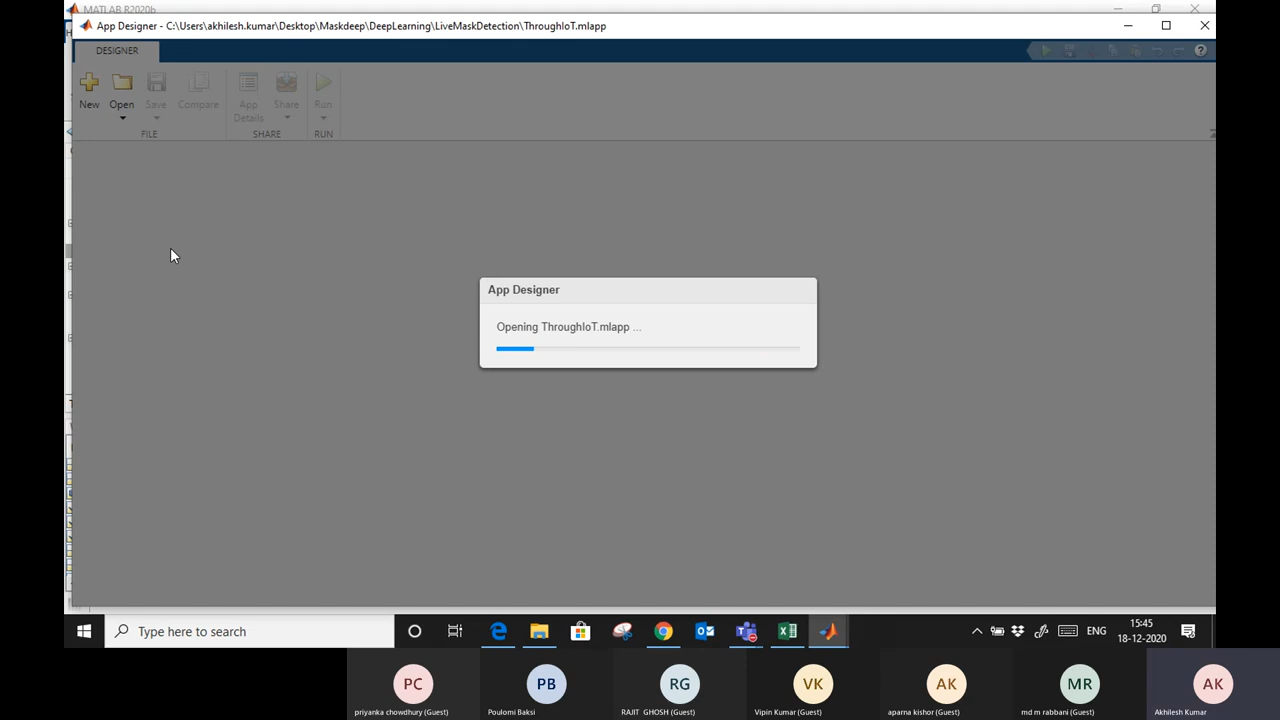 MATLAB R2020b
App Designer - C:\Users\akhilesh.kumar\Desktop\Maskdeep\DeepLearning\LiveMaskDetection\ThroughIoT.mlapp
DESIGNER
New
Open
Save
Compare
App
Details
Share
Run
FILE
SHARE
RUN
App Designer
Opening ThroughIoT.mlapp ...
Type here to search
ENG
15:45
18-12-2020
PC
PB
RG
VK
AK
MR
AK
priyanka chowdhury (Guest)
Poulomi Baksi
RAJIT GHOSH (Guest)
Vipin Kumar (Guest)
aparna kishor (Guest)
md m rabbani (Guest)
Akhilesh Kumar